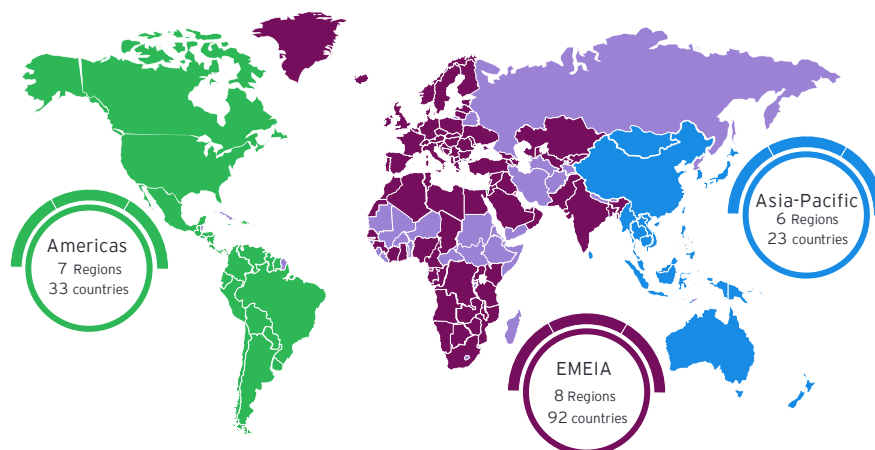 Americas
7 Regions
33 countries
Asia-Pacific
6 Regions
23 countries
EMEIA
8 Regions
92 countries